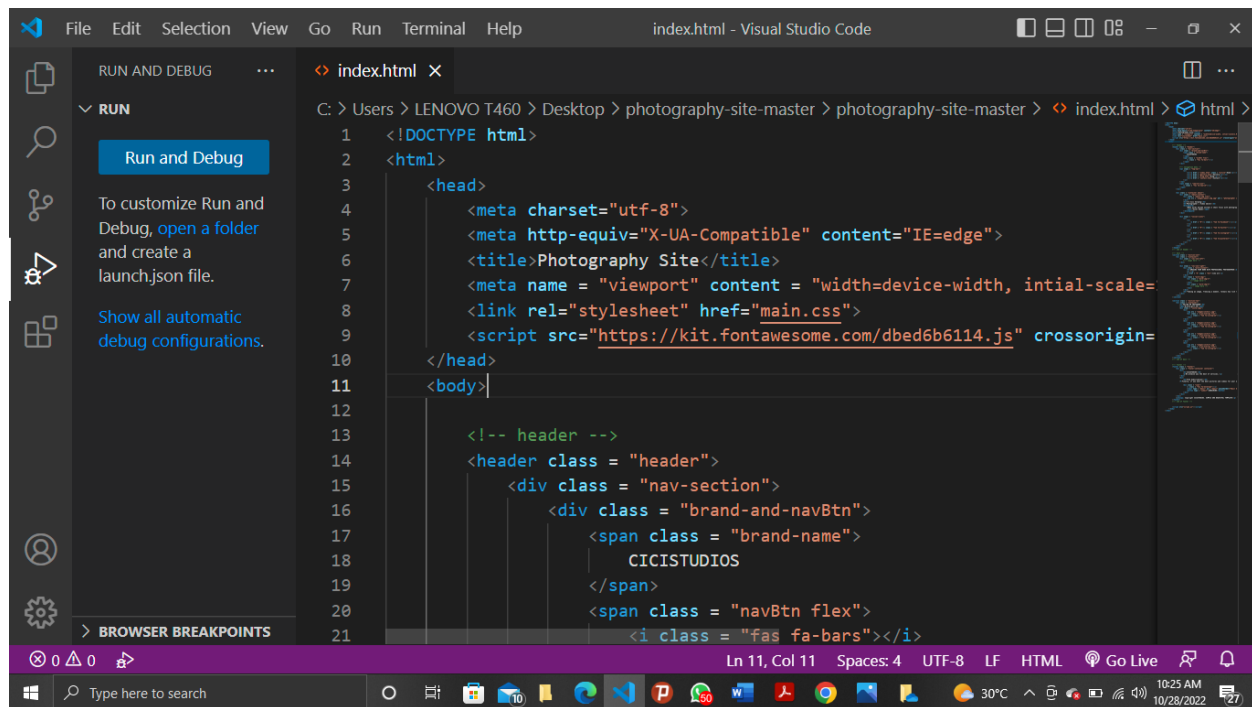 File Edit Selection View Go Run Terminal Help index.html - Visual Studio Code
RUN AND DEBUG ...
index.html
RUN
C: > Users > LENOVO T460 > Desktop > photography-site-master > photography-site-master > index.html > html >
Run and Debug
To customize Run and
Debug, open a folder
and create a
launch.json file.
Show all automatic
debug configurations.
BROWSER BREAKPOINTS
1 <!DOCTYPE html>
2 <html>
3 <head>
4 <meta charset="utf-8">
5 <meta http-equiv="X-UA-Compatible" content="IE=edge">
6 <title>Photography Site</title>
7 <meta name = "viewport" content = "width=device-width, intial-scale=
8 <link rel="stylesheet" href="main.css">
9 <script src="https://kit.fontawesome.com/dbed6b6114.js" crossorigin=
10 </head>
11 <body>
12
13 <!-- header -->
14 <header class = "header">
15 <div class = "nav-section">
16 <div class = "brand-and-navBtn">
17 <span class = "brand-name">
18 CICISTUDIOS
19 </span>
20 <span class = "navBtn flex">
21 <i class = "fas fa-bars"></i>
0 0 Ln 11, Col 11 Spaces: 4 UTF-8 LF HTML Go Live
Type here to search 10 50 30°C 10:25 AM
10/28/2022 27